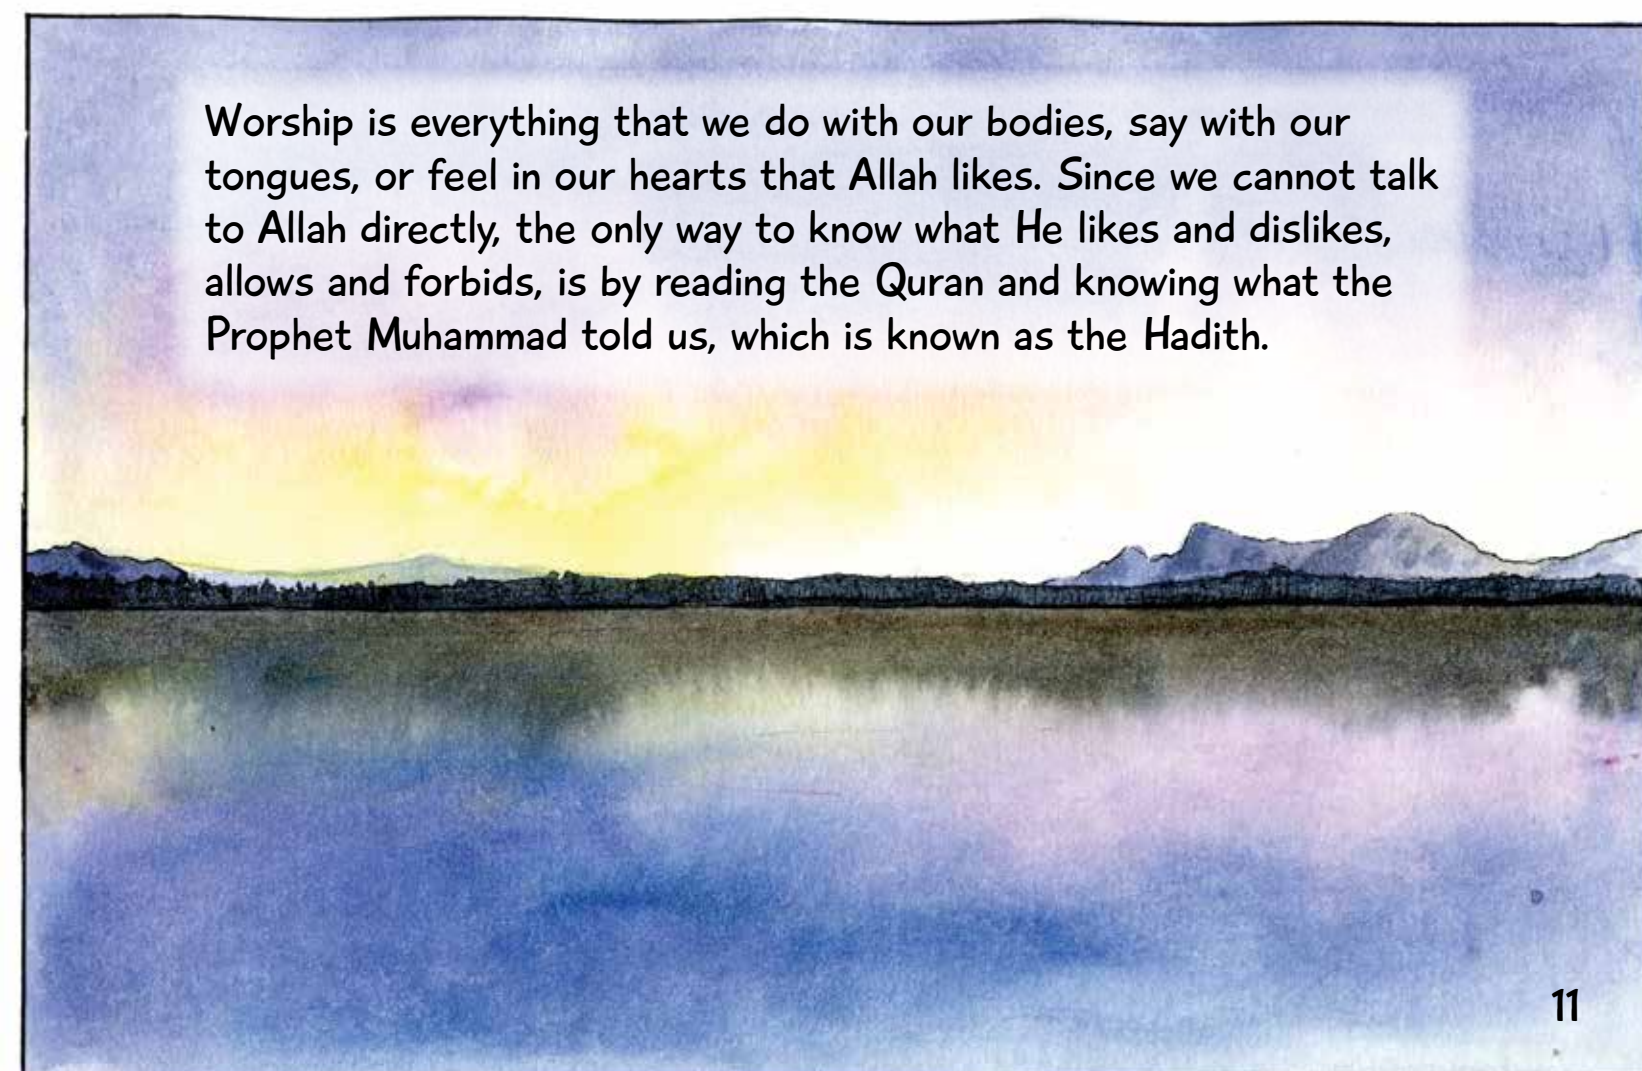 Worship is everything that we do with our bodies, say with our
tongues, or feel in our hearts that Allah likes. Since we cannot talk
to Allah directly, the only way to know what He likes and dislikes,
allows and forbids, is by reading the Quran and knowing what the
Prophet Muhammad told us, which is known as the Hadith.
11